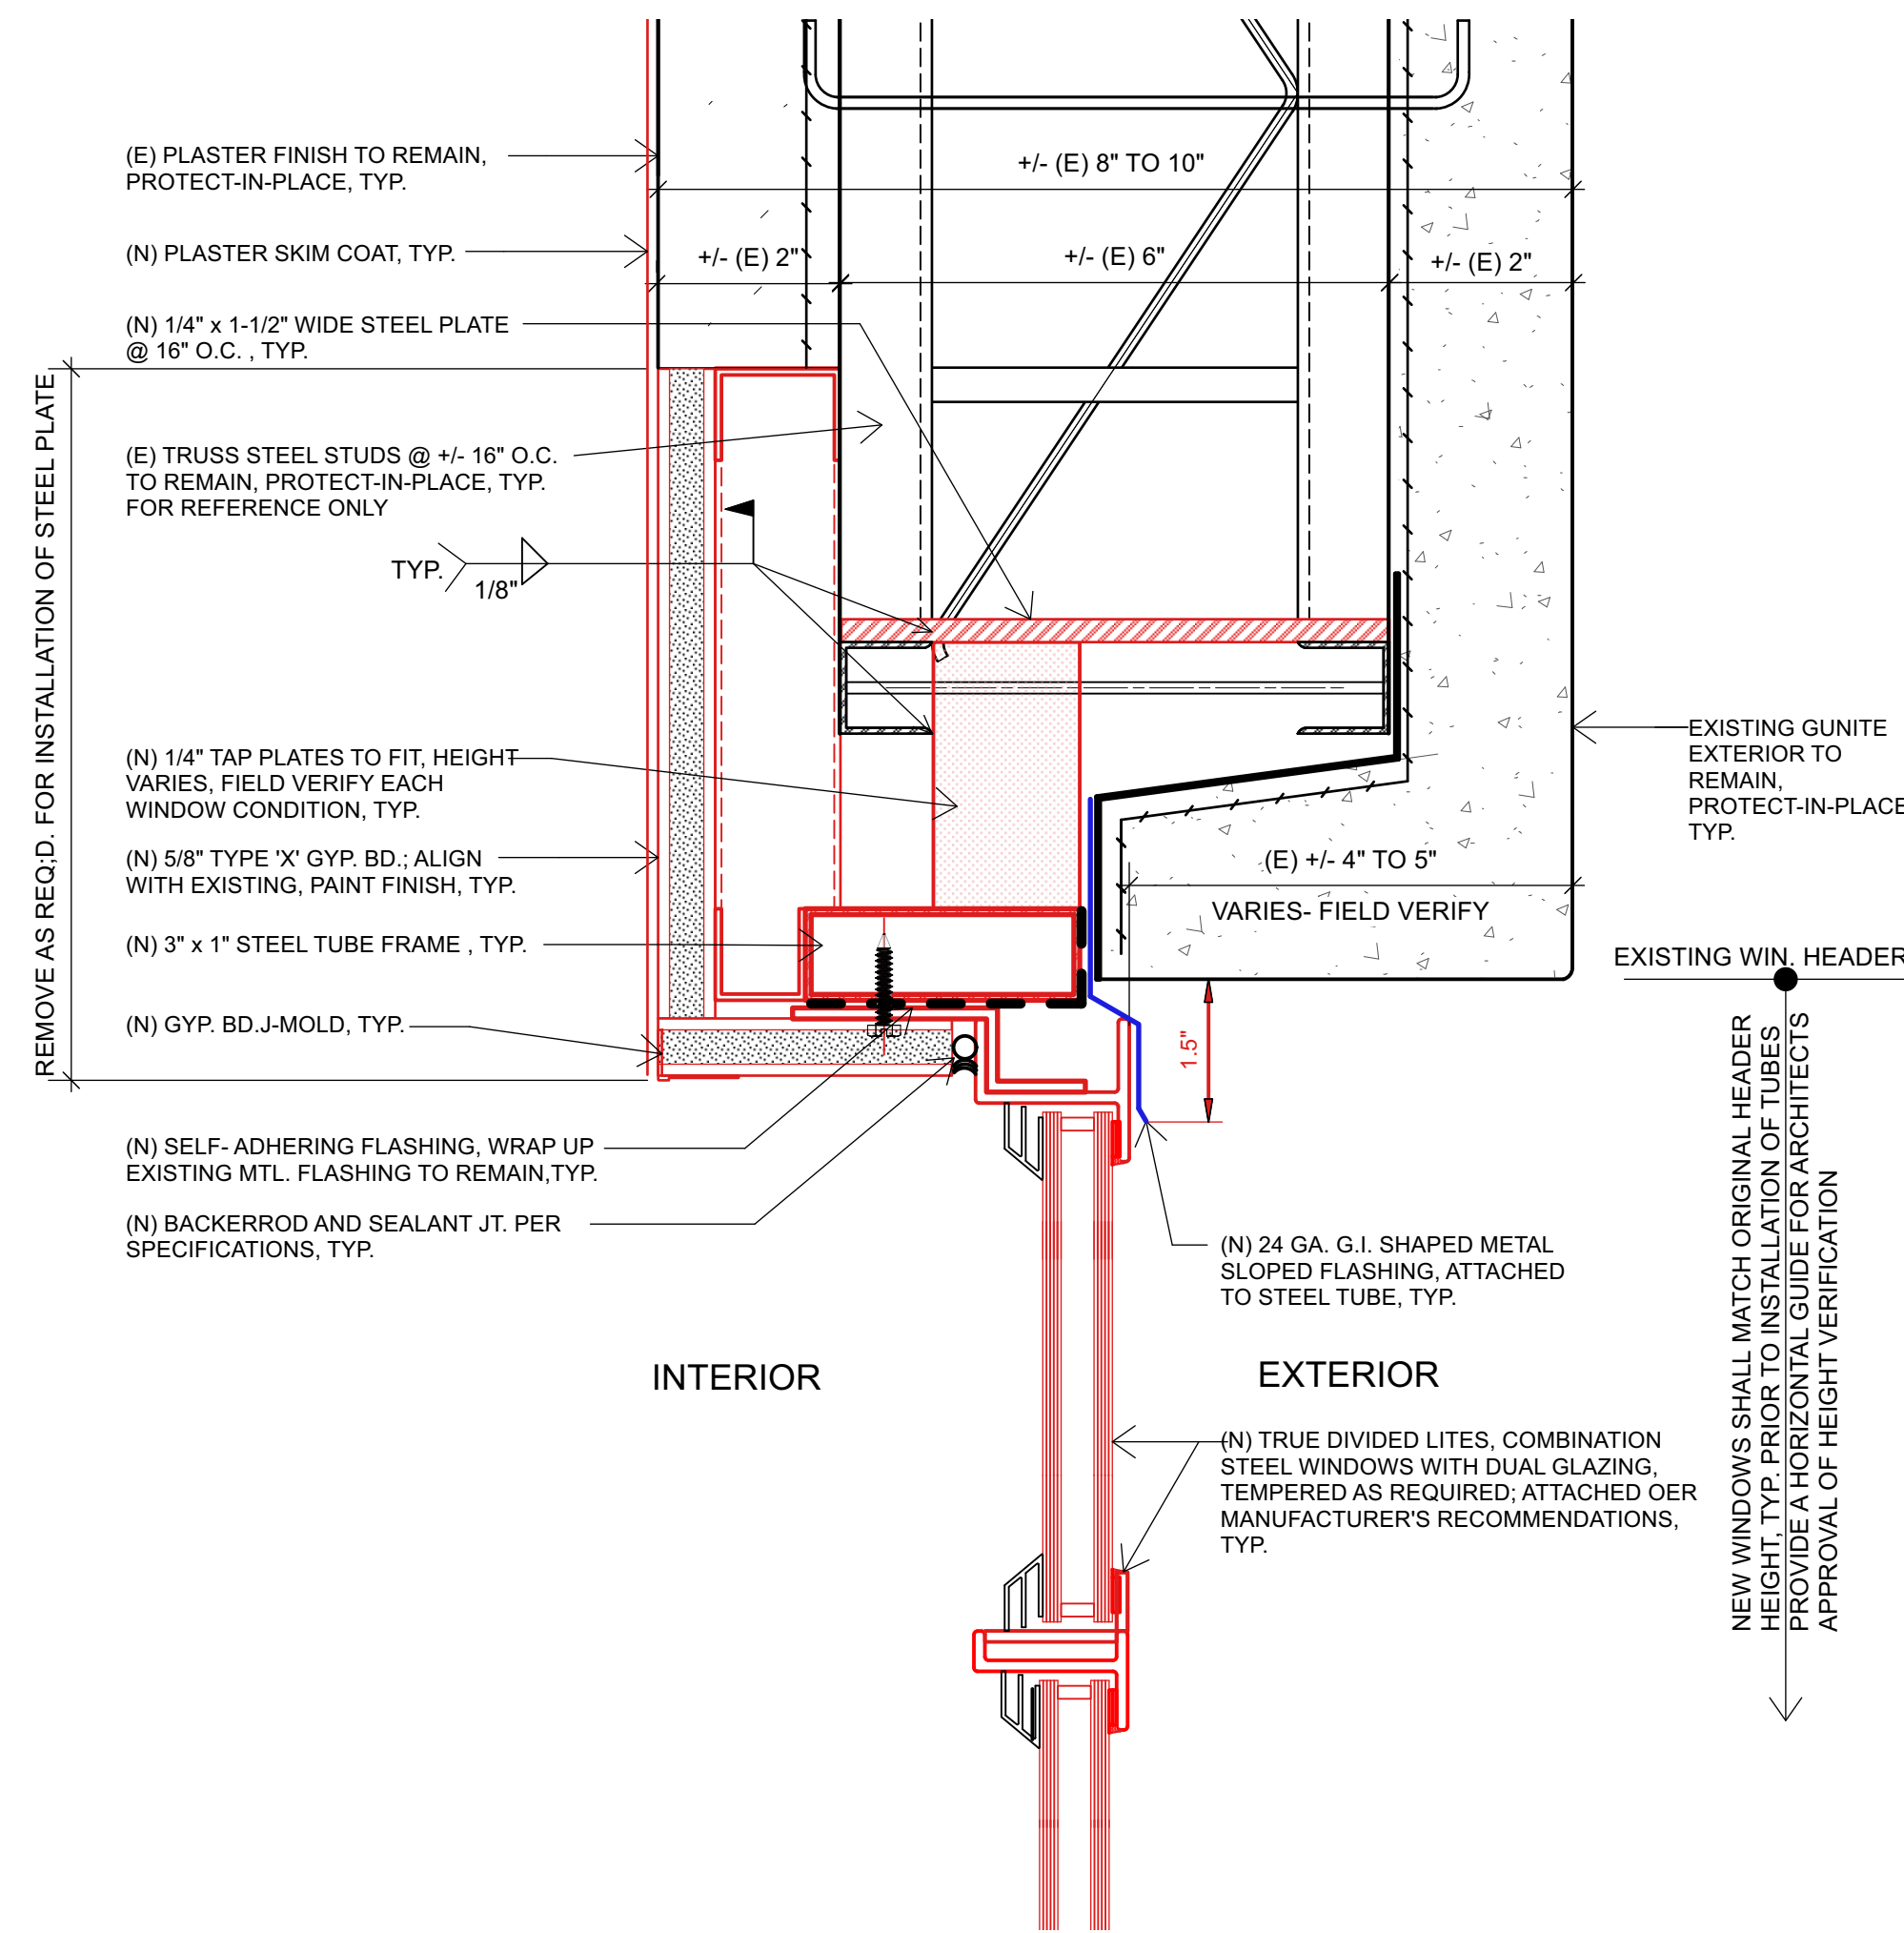 (E) PLASTER FINISH TO REMAIN,
PROTECT-IN-PLACE, TYP.
(N) PLASTER SKIM COAT, TYP.
(N) 1/4" x 1-1/2" WIDE STEEL PLATE
@ 16" O.C. , TYP.
(E) TRUSS STEEL STUDS @ +/- 16" O.C.
TO REMAIN, PROTECT-IN-PLACE, TYP.
FOR REFERENCE ONLY
TYP.
1/8"
(N) 1/4" TAP PLATES TO FIT, HEIGHT
VARIES, FIELD VERIFY EACH
WINDOW CONDITION, TYP.
(N) 5/8" TYPE 'X' GYP. BD.; ALIGN
WITH EXISTING, PAINT FINISH, TYP.
(N) 3" x 1" STEEL TUBE FRAME , TYP.
(N) GYP. BD.J-MOLD, TYP.
(N) SELF- ADHERING FLASHING, WRAP UP
EXISTING MTL. FLASHING TO REMAIN,TYP.
(N) BACKERROD AND SEALANT JT. PER
SPECIFICATIONS, TYP.
REMOVE AS REQ;D. FOR INSTALLATION OF STEEL PLATE
+/- (E) 8" TO 10"
+/- (E) 2"
+/- (E) 6"
+/- (E) 2"
EXISTING GUNITE
EXTERIOR TO
REMAIN,
PROTECT-IN-PLACE
TYP.
(E) +/- 4" TO 5"
VARIES- FIELD VERIFY
EXISTING WIN. HEADER
1.5"
(N) 24 GA. G.I. SHAPED METAL
SLOPED FLASHING, ATTACHED
TO STEEL TUBE, TYP.
INTERIOR
EXTERIOR
(N) TRUE DIVIDED LITES, COMBINATION
STEEL WINDOWS WITH DUAL GLAZING,
TEMPERED AS REQUIRED; ATTACHED OER
MANUFACTURER'S RECOMMENDATIONS,
TYP.
NEW WINDOWS SHALL MATCH ORIGINAL HEADER
HEIGHT, TYP. PRIOR TO INSTALLATION OF TUBES
PROVIDE A HORIZONTAL GUIDE FOR ARCHITECTS
APPROVAL OF HEIGHT VERIFICATION